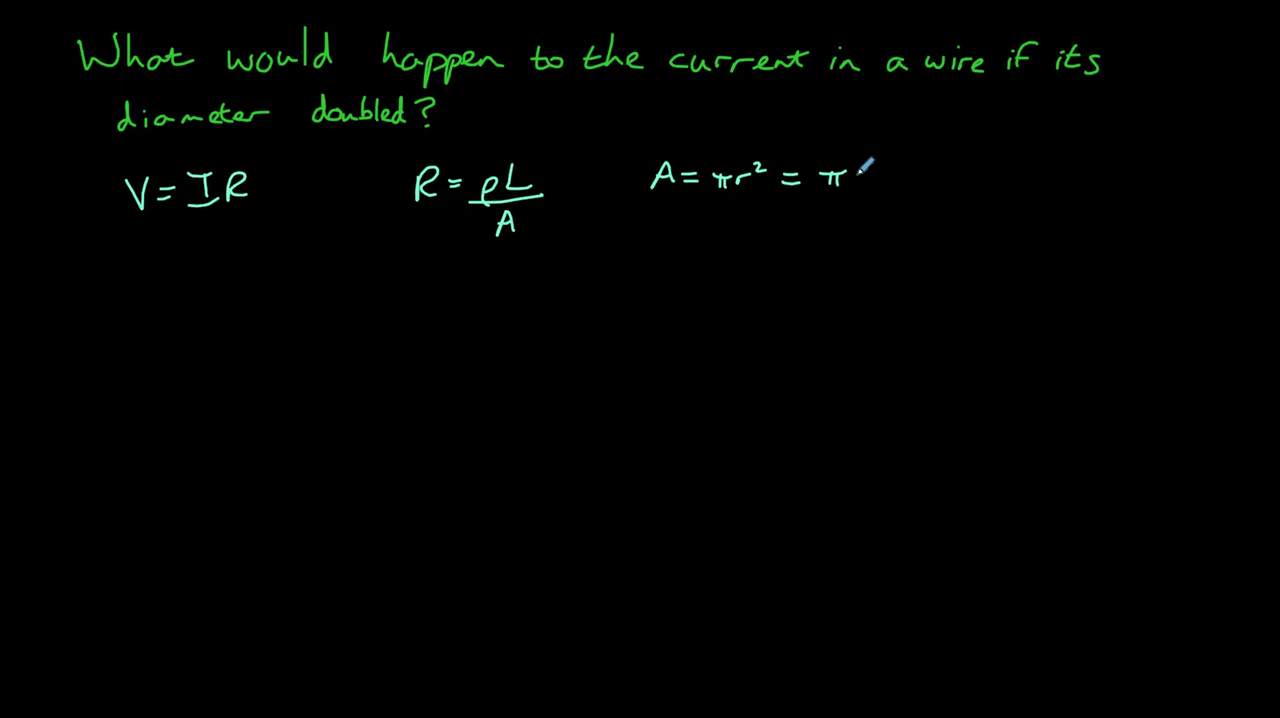 What would happen to the current in a wire if its
diameter doubled?
V = IR R = ρL/A A = πr² = π